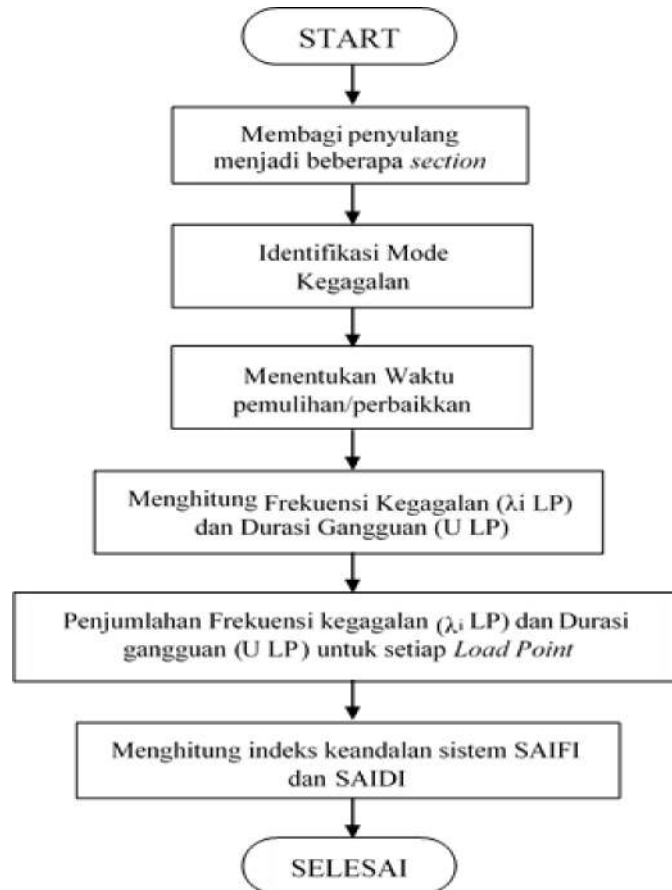 START
Membagi penyulang
menjadi beberapa section
Identifikasi Mode
Kegagalan
Menentukan Waktu
pemulihan/perbaikkan
Menghitung Frekuensi Kegagalan (λi LP)
dan Durasi Gangguan (U LP)
Penjumlahan Frekuensi kegagalan (λi LP) dan Durasi
gangguan (U LP) untuk setiap Load Point
Menghitung indeks keandalan sistem SAIFI
dan SAIDI
SELESAI